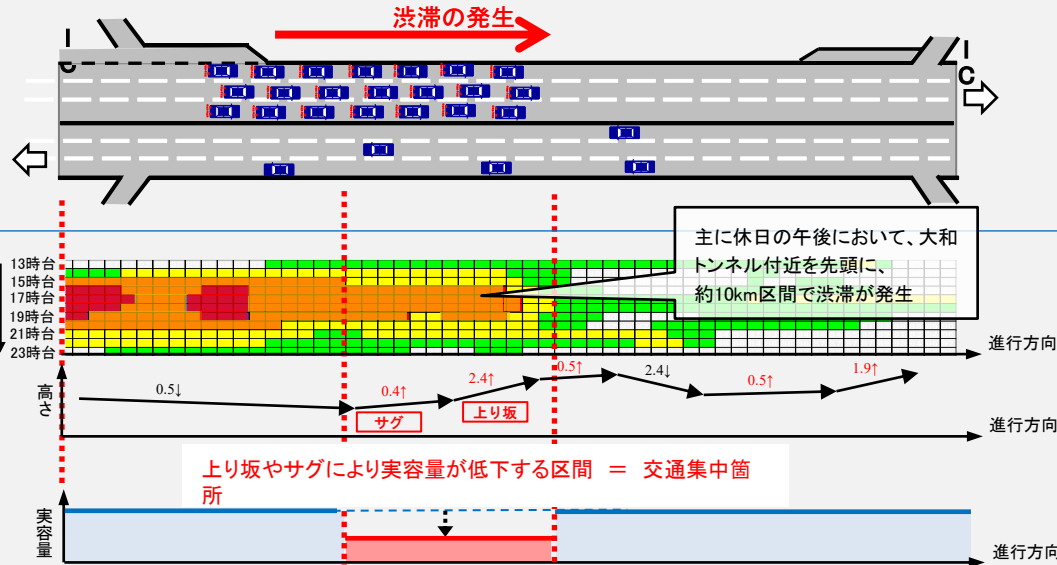 渋滞の発生
IC
IC
主に休日の午後において、大和
トンネル付近を先頭に、
約10km区間で渋滞が発生
13時台
15時台
17時台
19時台
21時台
23時台
進行方向
高さ
0.5↓
0.4↑
2.4↑
0.5↑
2.4↓
0.5↑
1.9↑
サグ
上り坂
進行方向
上り坂やサグにより実容量が低下する区間 ＝ 交通集中箇
所
実容量
進行方向